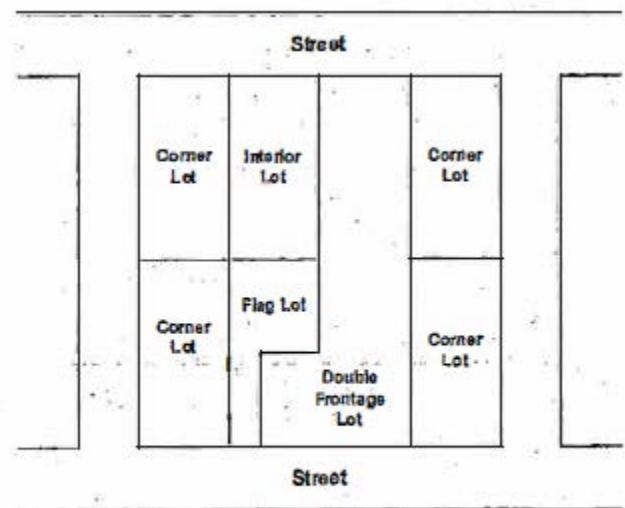 Street
Corner
Lot
Interior
Lot
Corner
Lot
Corner
Lot
Flag Lot
Corner
Lot
Double
Frontage
Lot
Street